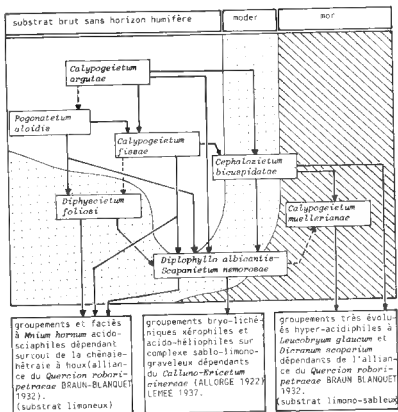 substrat brut sans horizon humifère
moder
mor
Calypogeietum
argutae
Pogonatetum
aloidis
Calypogeietum
fissae
Cephalozietum
bicuspidatae
Diphyscietum
foliosi
Calypogeietum
muellerianae
Diplophyllo albicantis-
Scapanietum nemorosae
groupements et faciès
à Mnium hornum acido-
sciaphiles dépendant
surtout de la chênaie-
hêtraie à houx(allian-
ce du Quercion robori-
petraeae BRAUN-BLANQUET
1932).
(substrat limoneux)
groupements bryo-liché-
niques xérophiles et
acido-héliophiles sur
complexe sablo-limono-
graveleux dépendants
du Calluno-Ericetum
cinereae (ALLORGE 1922)
LEMEE 1937.
groupements très évolu-
és hyper-acidiphiles à
Leucobryum glaucum et
Dicranum scoparium
dépendants de l'allian-
ce du Quercion robori-
petraeae BRAUN BLANQUET
1932.
(substrat limono-sableux)